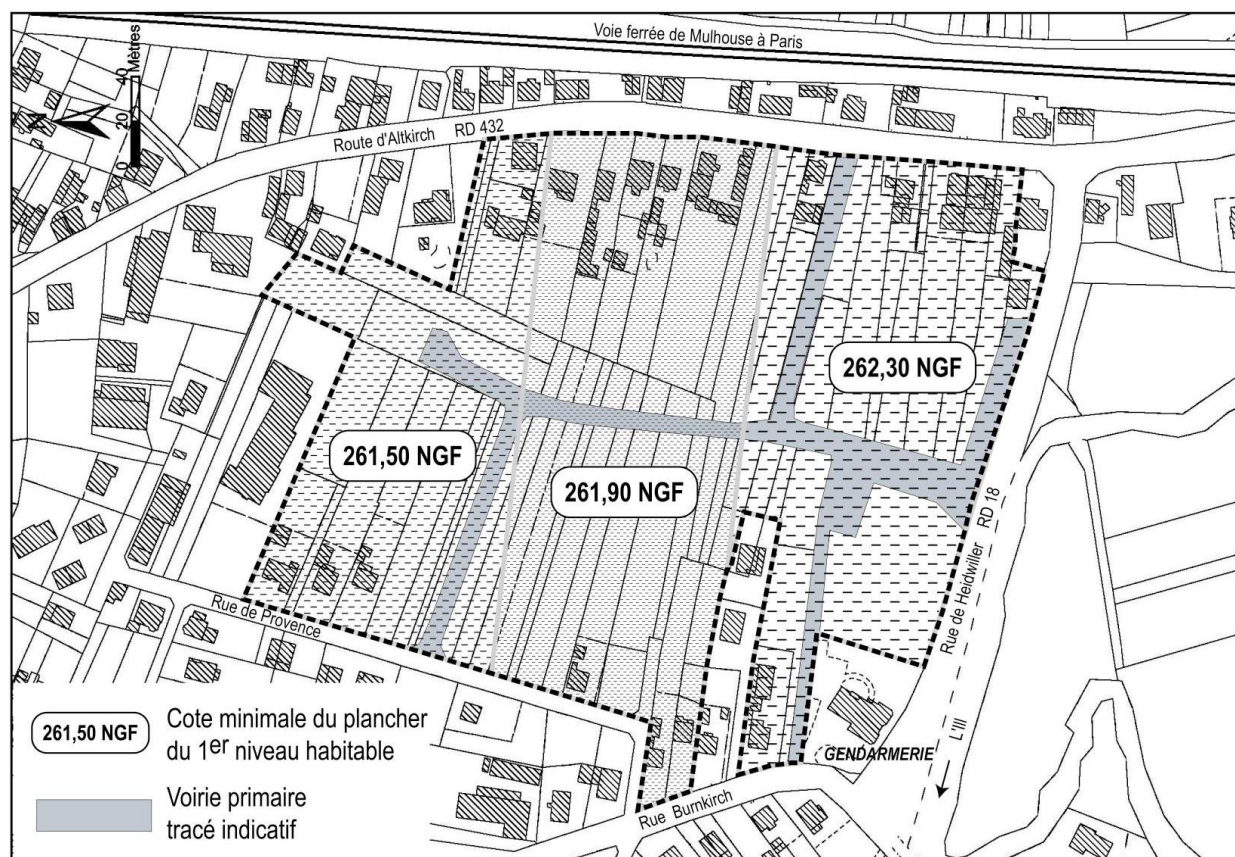 Voie ferrée de Mulhouse à Paris
Mètres
40
20
0
Route d'Altkirch RD 432
262,30 NGF
261,50 NGF
261,90 NGF
Rue de Heidwiller RD 18
Rue de Provence
L'Ill
GENDARMERIE
Rue Burnkirch
261,50 NGF
Cote minimale du plancher
du 1er niveau habitable
Voirie primaire
tracé indicatif